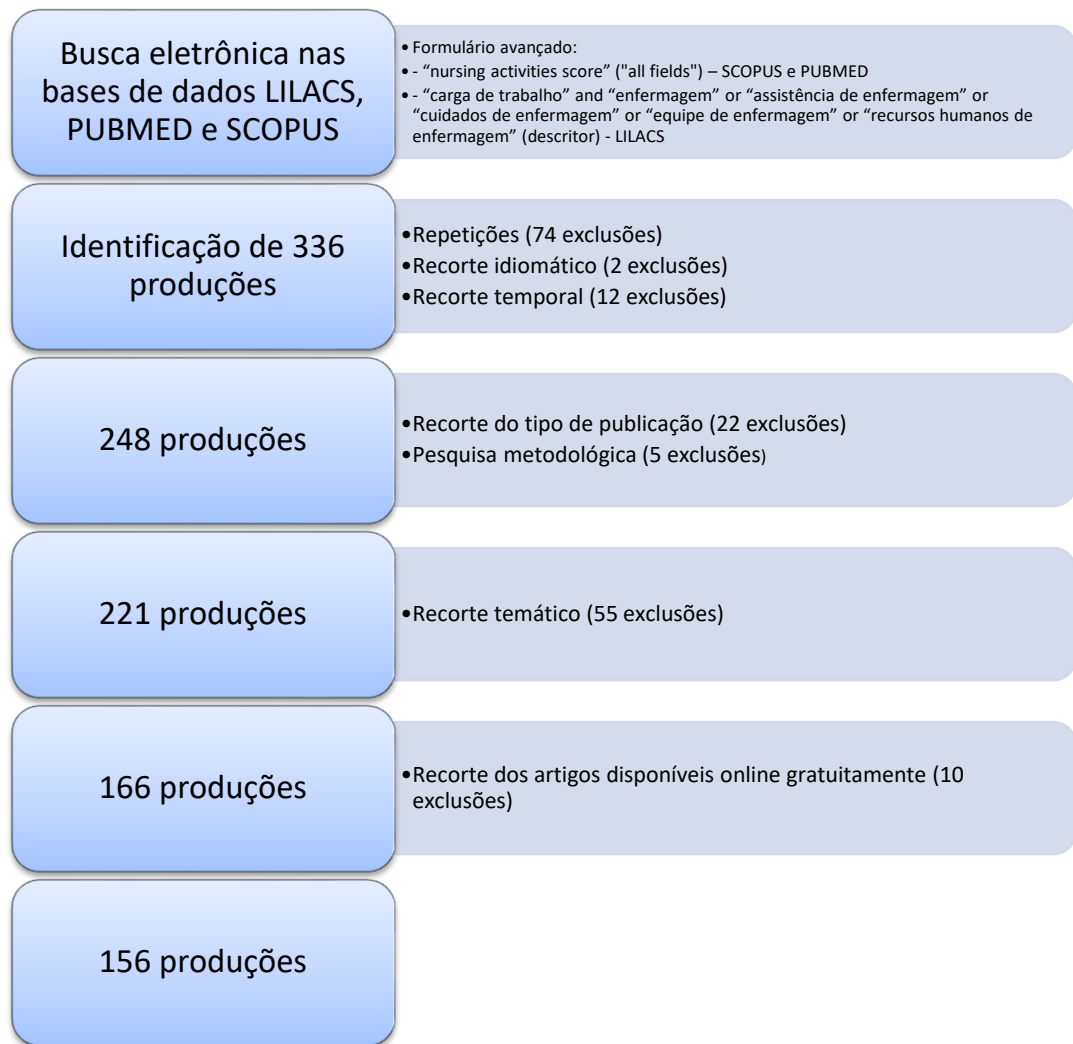 Busca eletrônica nas
bases de dados LILACS,
PUBMED e SCOPUS
• Formulário avançado:
• - “nursing activities score” ("all fields") – SCOPUS e PUBMED
• - “carga de trabalho” and “enfermagem” or “assistência de enfermagem” or
“cuidados de enfermagem” or “equipe de enfermagem” or “recursos humanos de
enfermagem” (descritor) - LILACS
Identificação de 336
produções
•Repetições (74 exclusões)
•Recorte idiomático (2 exclusões)
•Recorte temporal (12 exclusões)
248 produções
•Recorte do tipo de publicação (22 exclusões)
•Pesquisa metodológica (5 exclusões)
221 produções
•Recorte temático (55 exclusões)
166 produções
•Recorte dos artigos disponíveis online gratuitamente (10
exclusões)
156 produções